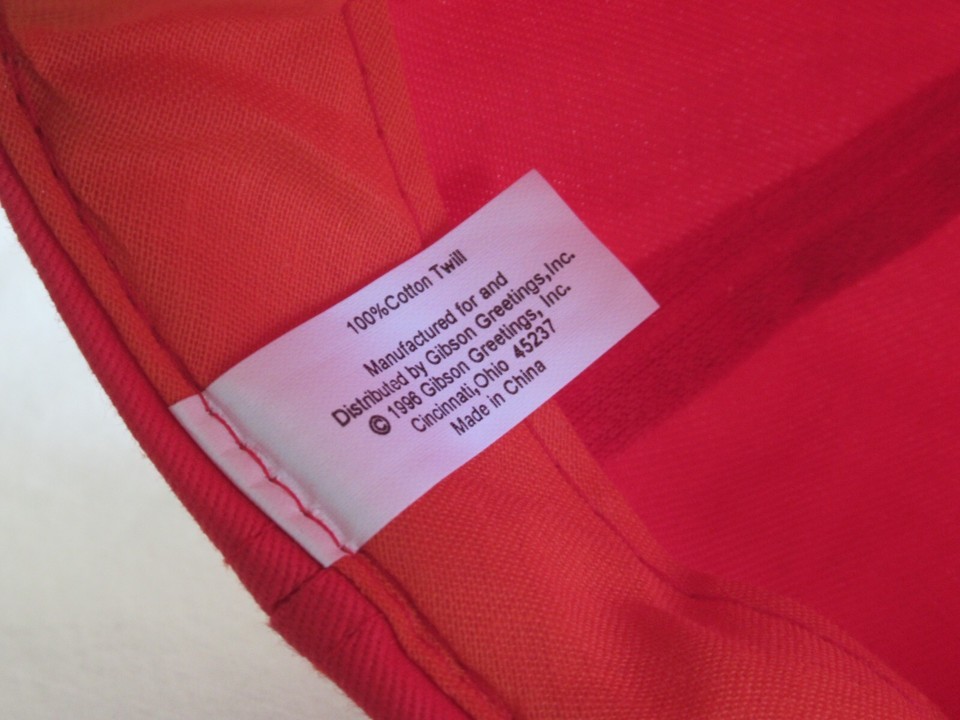 100%Cotton Twill
Manufactured for and
Distributed by Gibson Greetings,Inc.
© 1996 Gibson Greetings, Inc.
Cincinnati,Ohio 45237
Made in China